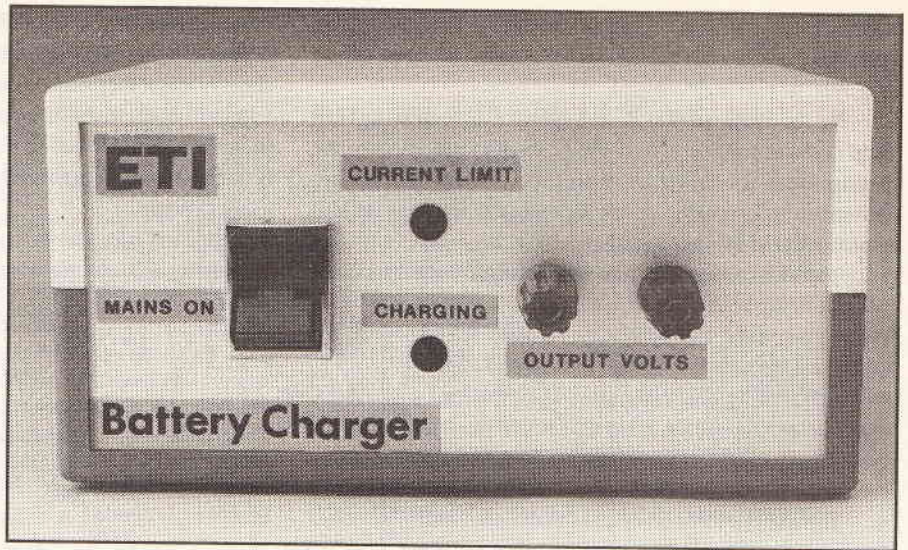 ETI
CURRENT LIMIT
MAINS ON
CHARGING
OUTPUT VOLTS
Battery Charger